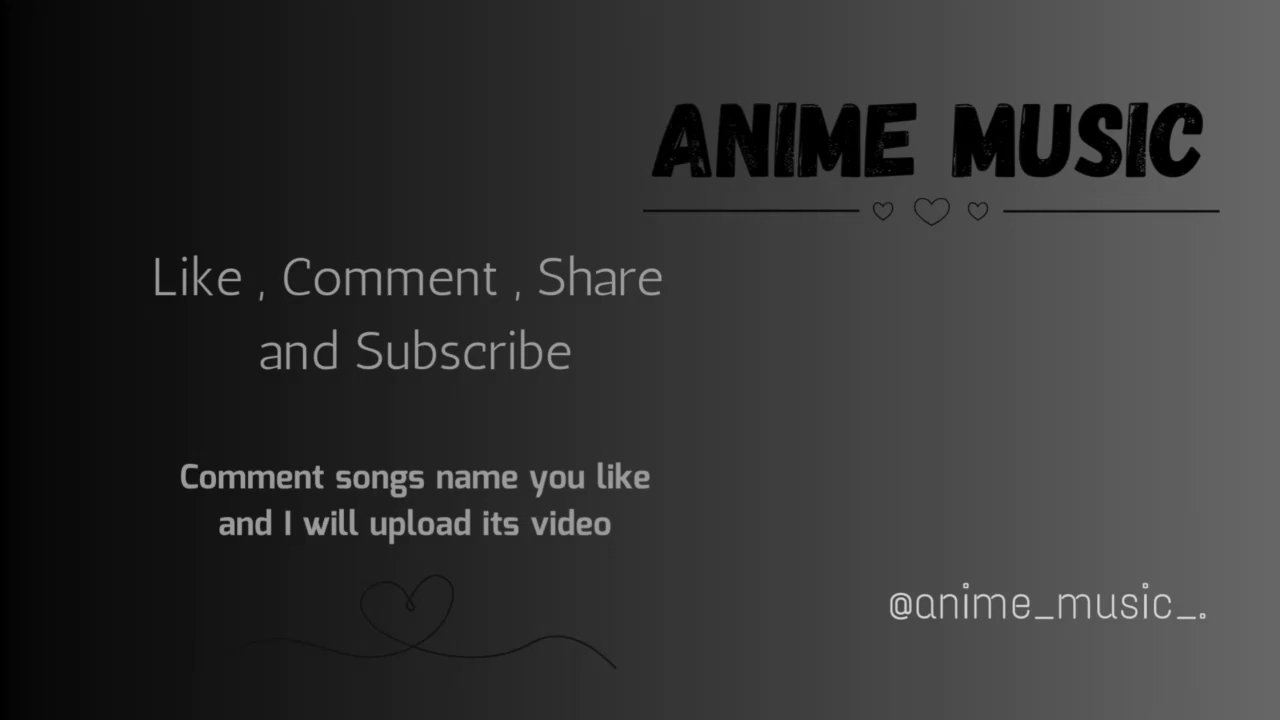 ANIME MUSIC
Like , Comment , Share
and Subscribe
Comment songs name you like
and I will upload its video
@anime_music_.